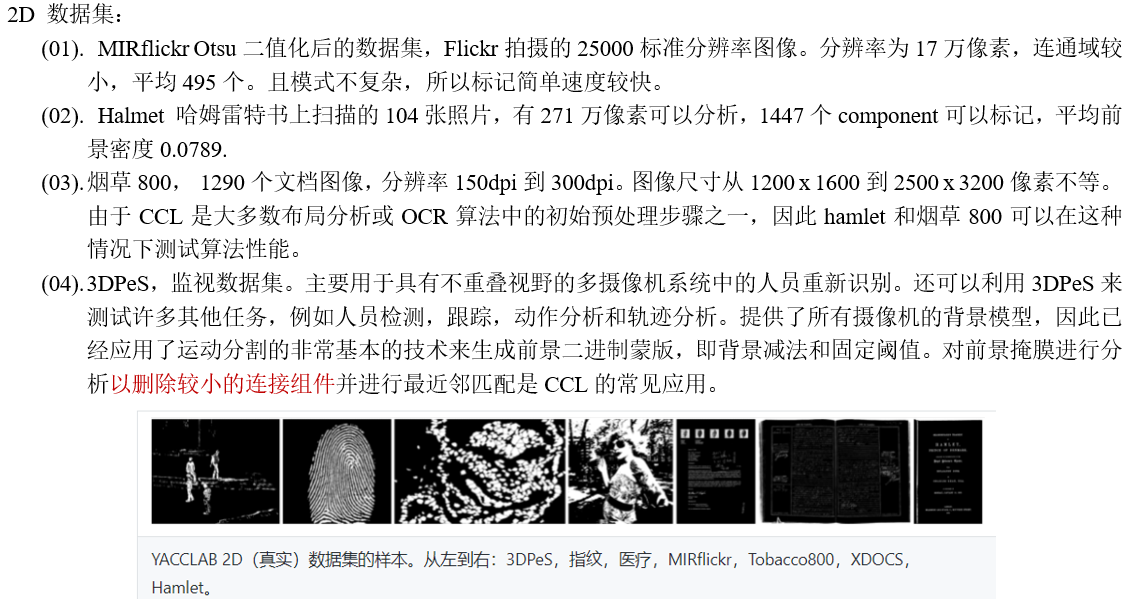 2D 数据集：
(01). MIRflickr Otsu 二值化后的数据集，Flickr 拍摄的 25000 标准分辨率图像。分辨率为 17 万像素，连通域较
小，平均 495 个。且模式不复杂，所以标记简单速度较快。
(02). Halmet 哈姆雷特书上扫描的 104 张照片，有 271 万像素可以分析，1447 个 component 可以标记，平均前
景密度 0.0789.
(03). 烟草 800， 1290 个文档图像，分辨率 150dpi 到 300dpi。图像尺寸从 1200 x 1600 到 2500 x 3200 像素不等。
由于 CCL 是大多数布局分析或 OCR 算法中的初始预处理步骤之一，因此 hamlet 和烟草 800 可以在这种
情况下测试算法性能。
(04). 3DPeS，监视数据集。主要用于具有不重叠视野的多摄像机系统中的人员重新识别。还可以利用 3DPeS 来
测试许多其他任务，例如人员检测，跟踪，动作分析和轨迹分析。提供了所有摄像机的背景模型，因此已
经应用了运动分割的非常基本的技术来生成前景二进制蒙版，即背景减法和固定阈值。对前景掩膜进行分
析以删除较小的连接组件并进行最近邻匹配是 CCL 的常见应用。
YACCLAB 2D（真实）数据集的样本。从左到右：3DPeS，指纹，医疗，MIRflickr，Tobacco800，XDOCS，
Hamlet。